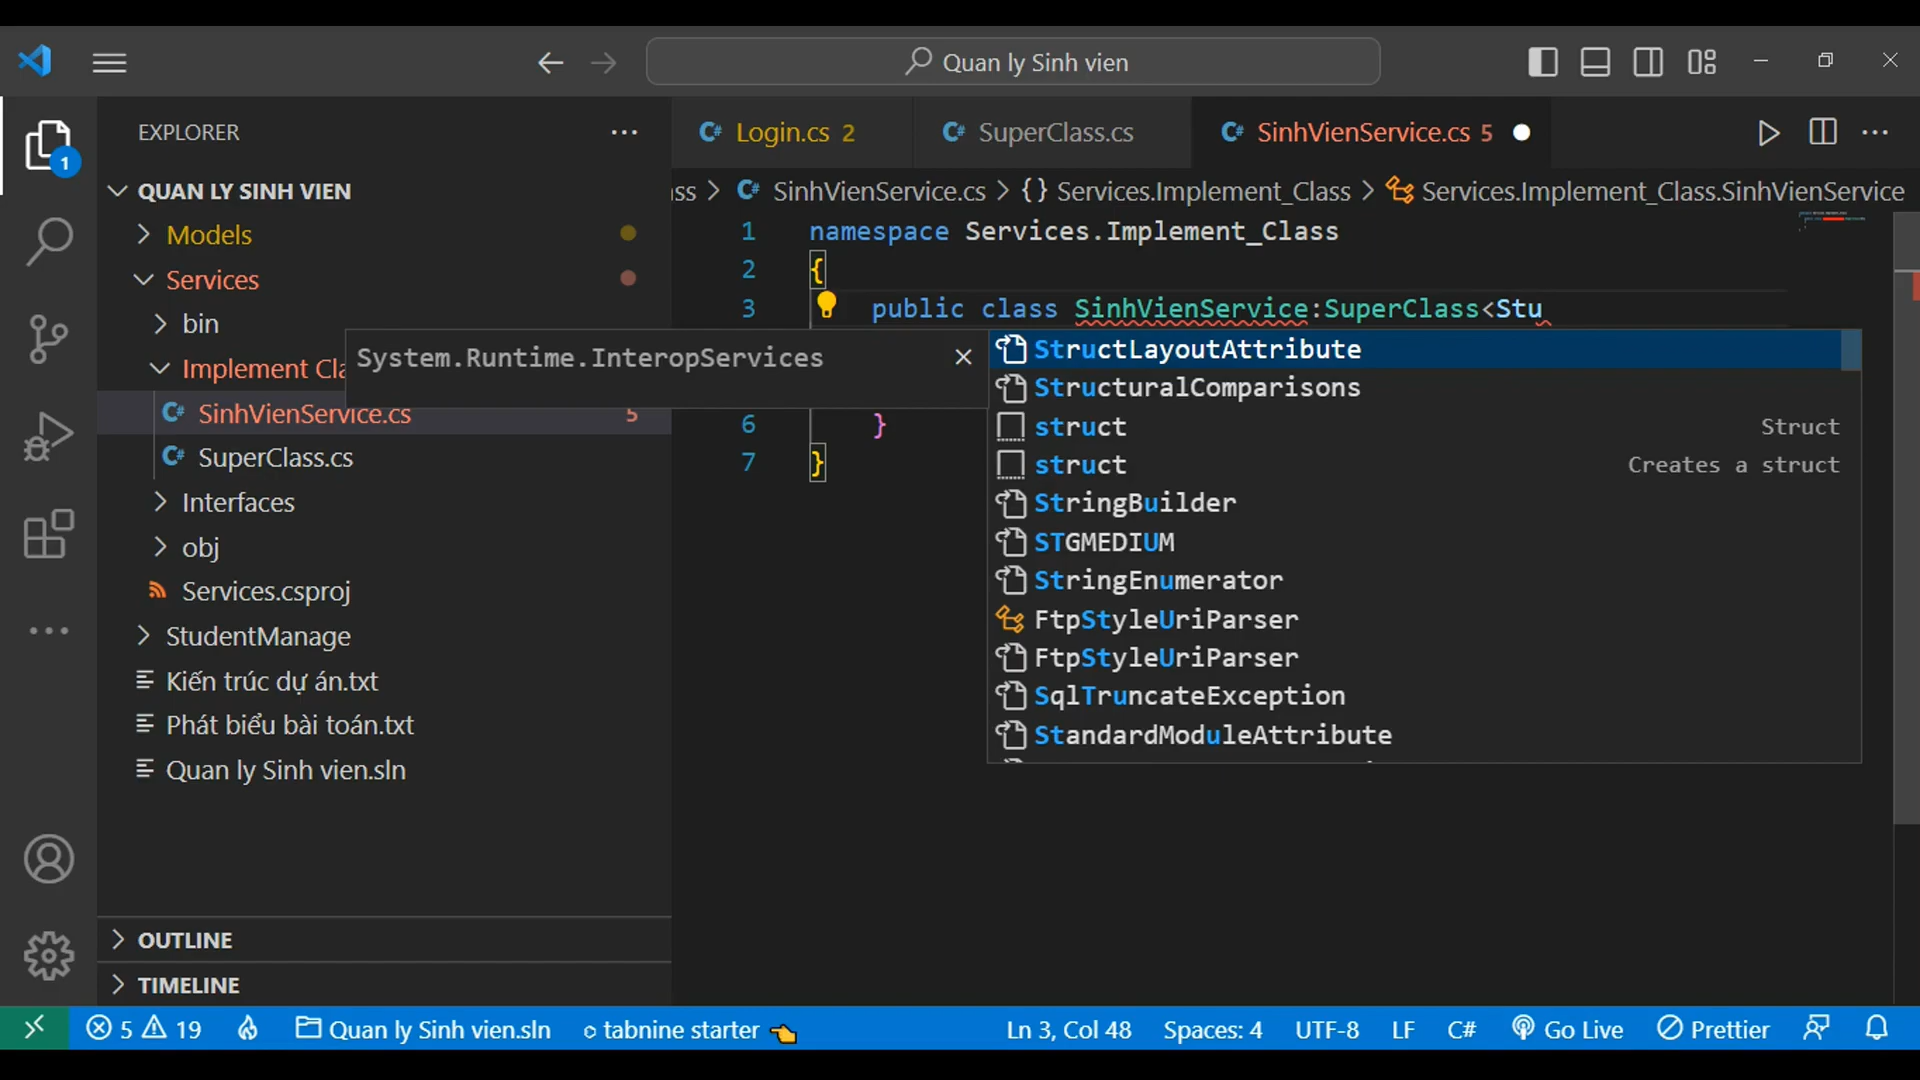 Quan ly Sinh vien
EXPLORER
QUAN LY SINH VIEN
Models
Services
bin
Implement Cla
SinhVienService.cs 5
SuperClass.cs
Interfaces
obj
Services.csproj
StudentManage
Kiến trúc dự án.txt
Phát biểu bài toán.txt
Quan ly Sinh vien.sln
OUTLINE
TIMELINE
1
Login.cs 2
SuperClass.cs
SinhVienService.cs 5
ass > SinhVienService.cs > {} Services.Implement_Class > Services.Implement_Class.SinhVienService
1 namespace Services.Implement_Class
2 {
3 public class SinhVienService:SuperClass<Stu
6 }
7 }
System.Runtime.InteropServices
StructLayoutAttribute
StructuralComparisons
struct Struct
struct Creates a struct
StringBuilder
STGMEDIUM
StringEnumerator
FtpStyleUriParser
FtpStyleUriParser
SqlTruncateException
StandardModuleAttribute
5 19 Quan ly Sinh vien.sln tabnine starter Ln 3, Col 48 Spaces: 4 UTF-8 LF C# Go Live Prettier